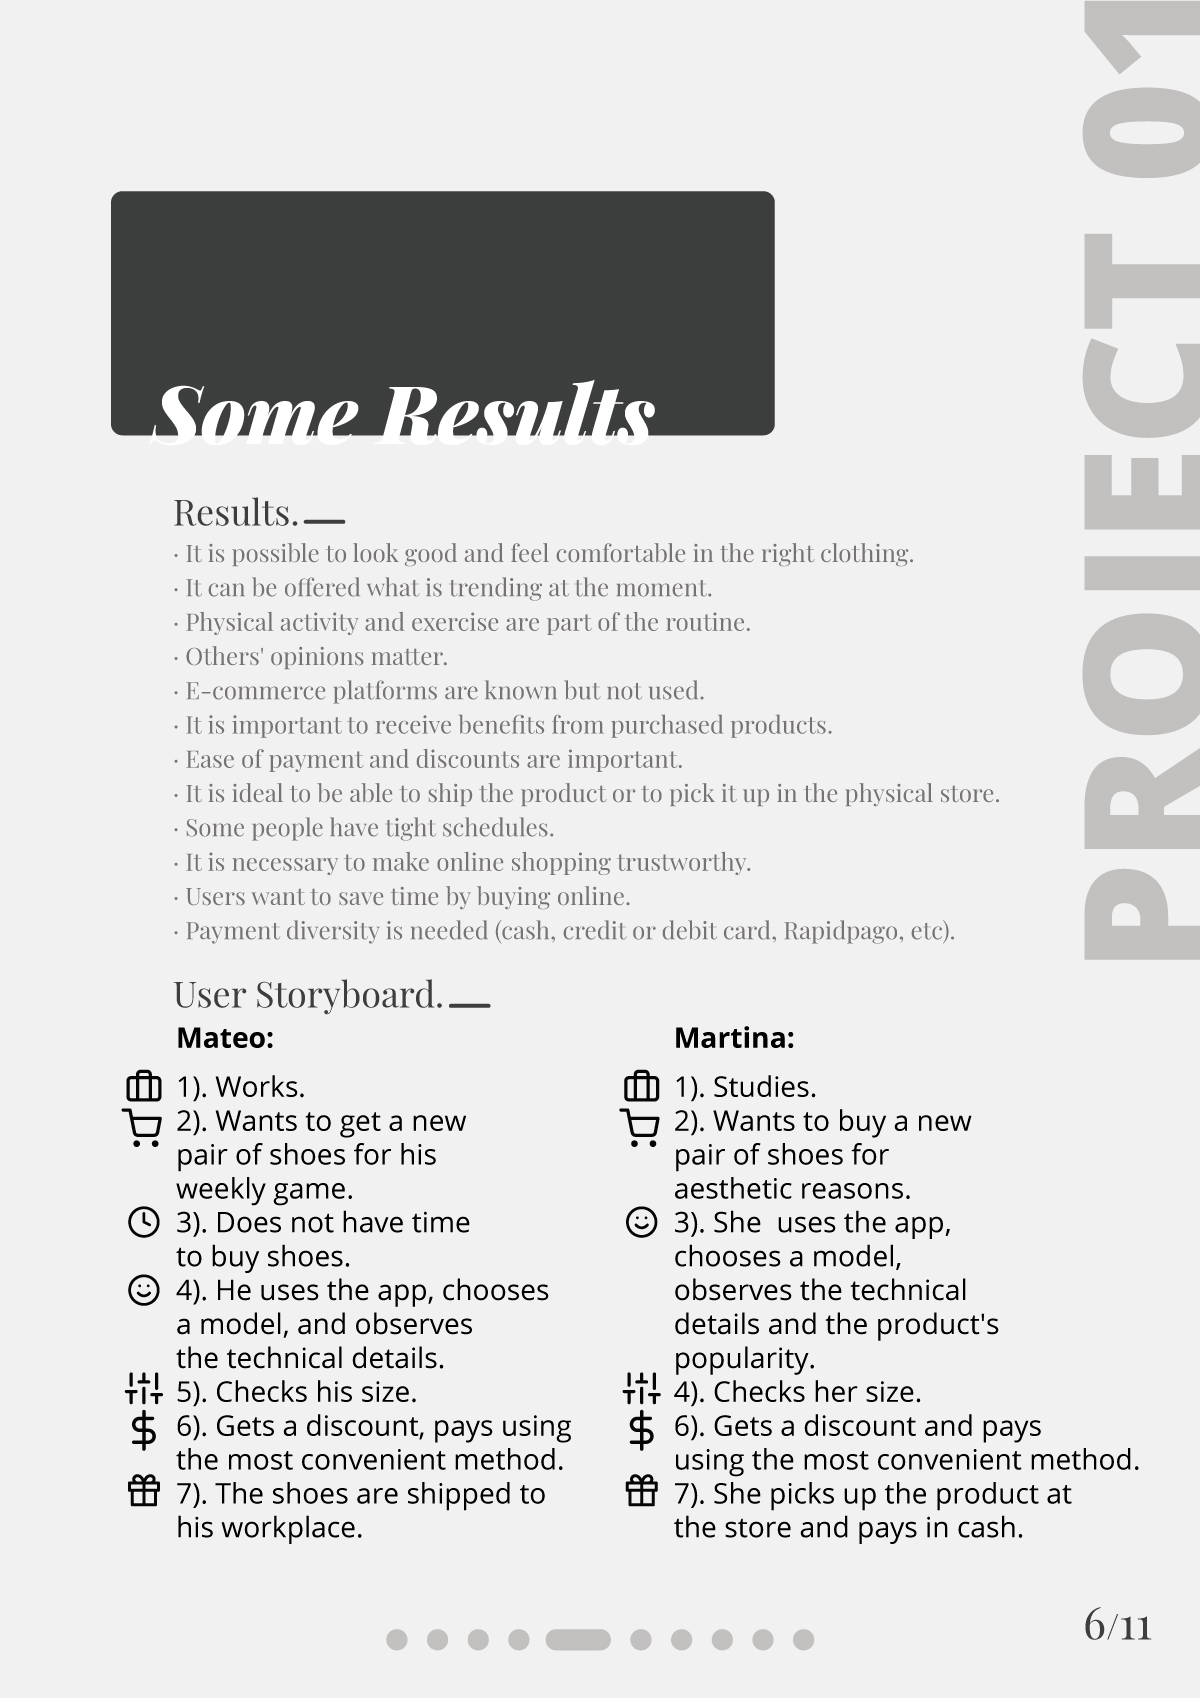 PROJECT 01
Some Results
Results.
· It is possible to look good and feel comfortable in the right clothing.
· It can be offered what is trending at the moment.
· Physical activity and exercise are part of the routine.
· Others' opinions matter.
· E-commerce platforms are known but not used.
· It is important to receive benefits from purchased products.
· Ease of payment and discounts are important.
· It is ideal to be able to ship the product or to pick it up in the physical store.
· Some people have tight schedules.
· It is necessary to make online shopping trustworthy.
· Users want to save time by buying online.
· Payment diversity is needed (cash, credit or debit card, Rapidpago, etc).
User Storyboard.
Mateo:
1). Works.
2). Wants to get a new
pair of shoes for his
weekly game.
3). Does not have time
to buy shoes.
4). He uses the app, chooses
a model, and observes
the technical details.
5). Checks his size.
6). Gets a discount, pays using
the most convenient method.
7). The shoes are shipped to
his workplace.
Martina:
1). Studies.
2). Wants to buy a new
pair of shoes for
aesthetic reasons.
3). She  uses the app,
chooses a model,
observes the technical
details and the product's
popularity.
4). Checks her size.
6). Gets a discount and pays
using the most convenient method.
7). She picks up the product at
the store and pays in cash.
6/11